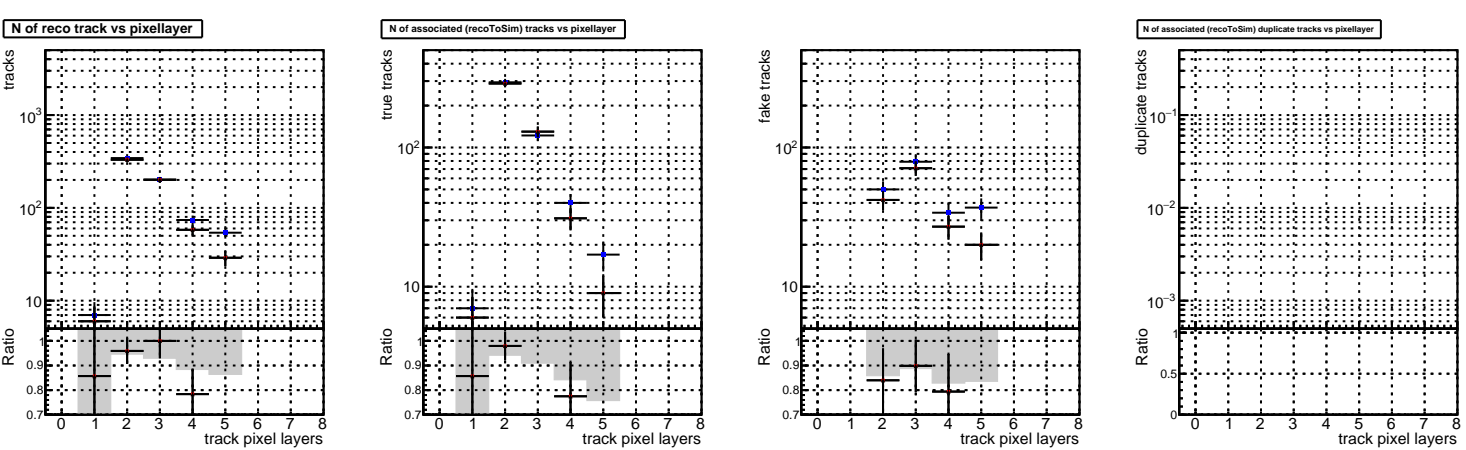 N of reco track vs pixellayer
tracks
10³
10²
10
Ratio
1
0.9
0.8
0.7
0 1 2 3 4 5 6 7 8
track pixel layers
N of associated (recoToSim) tracks vs pixellayer
true tracks
10²
10
Ratio
1
0.9
0.8
0.7
0 1 2 3 4 5 6 7 8
track pixel layers
fake tracks
10²
10
Ratio
1
0.9
0.8
0.7
0 1 2 3 4 5 6 7 8
track pixel layers
N of associated (recoToSim) duplicate tracks vs pixellayer
duplicate tracks
10⁻¹
10⁻²
10⁻³
Ratio
1
0.5
0
0 1 2 3 4 5 6 7 8
track pixel layers